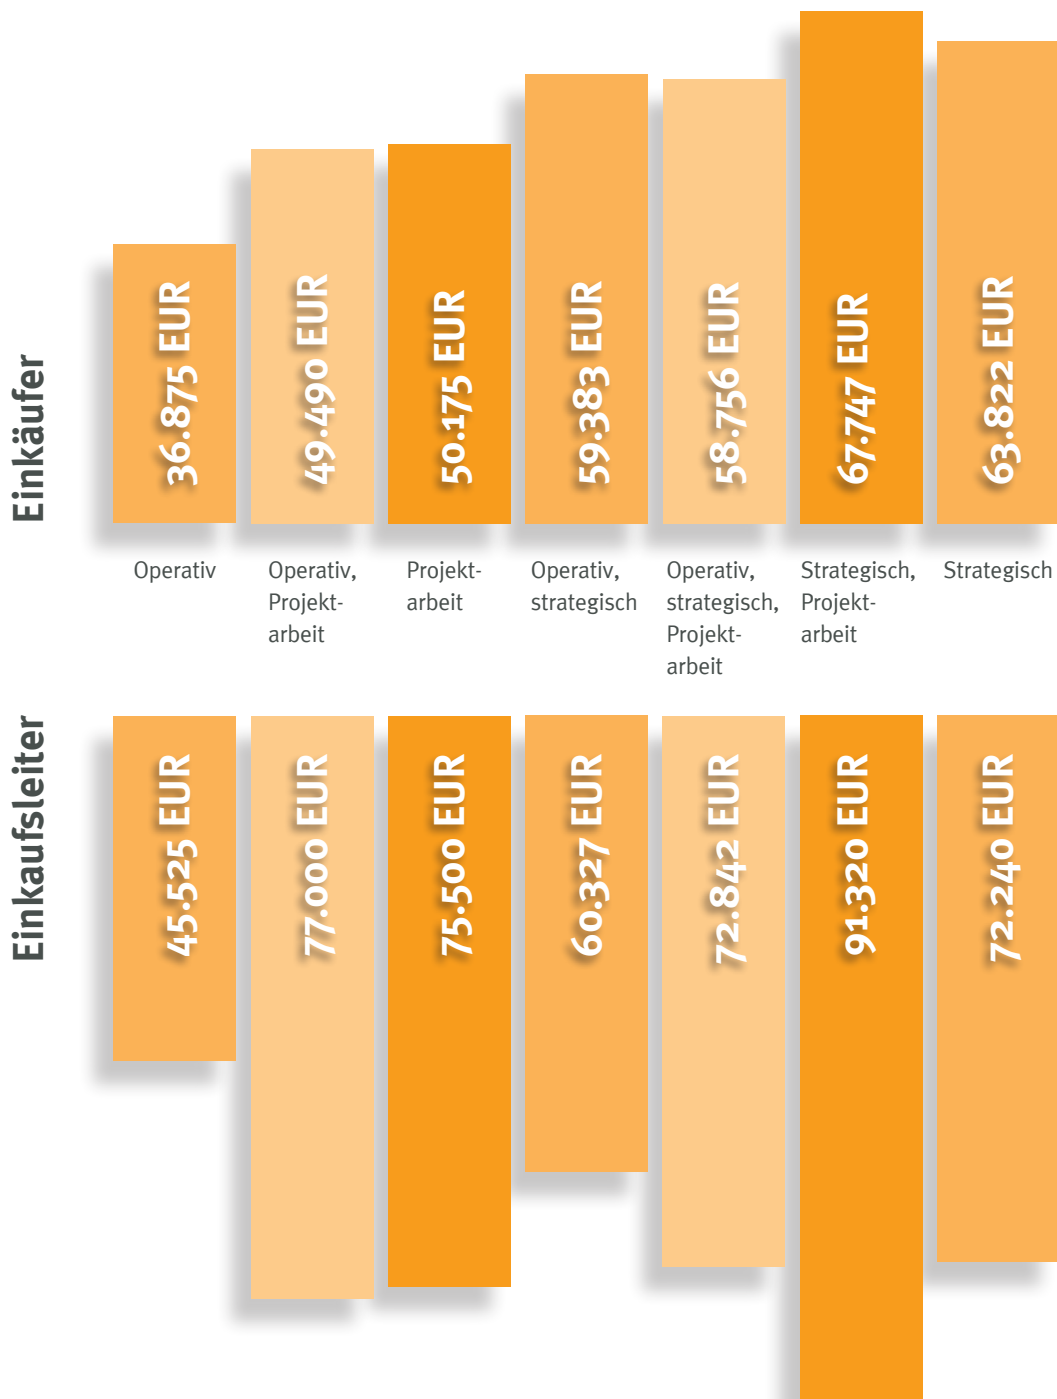 Einkäufer
36.875 EUR
49.490 EUR
50.175 EUR
59.383 EUR
58.756 EUR
67.747 EUR
63.822 EUR
Operativ
Operativ,
Projekt-
arbeit
Projekt-
arbeit
Operativ,
strategisch
Operativ,
strategisch,
Projekt-
arbeit
Strategisch,
Projekt-
arbeit
Strategisch
Einkaufsleiter
45.525 EUR
77.000 EUR
75.500 EUR
60.327 EUR
72.842 EUR
91.320 EUR
72.240 EUR